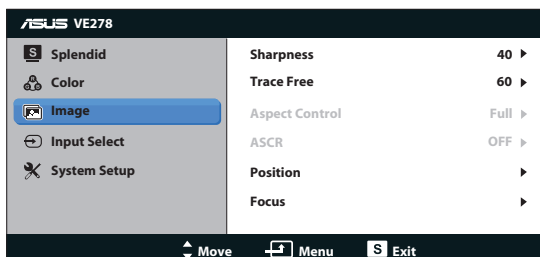 ASUS VE278
S Splendid
Color
Image
Input Select
System Setup
Sharpness 40
Trace Free 60
Aspect Control Full
ASCR OFF
Position
Focus
Move Menu S Exit